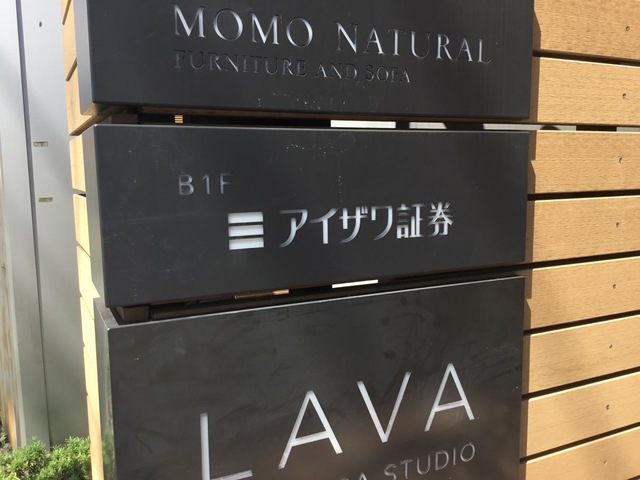 MOMO NATURAL
FURNITURE AND SOFA
B1F
アイザワ証券
LAVA
STUDIO